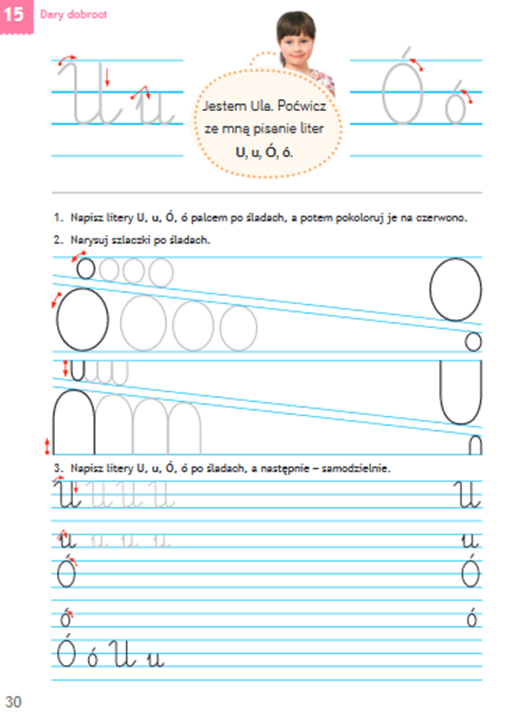 15 Dary dobroci
U u
Jestem Ula. Poćwicz
ze mną pisanie liter
U, u, Ó, ó.
Ó ó
1. Napisz litery U, u, Ó, ó palcem po śladach, a potem pokoloruj je na czerwono.
2. Narysuj szlaczki po śladach.
3. Napisz litery U, u, Ó, ó po śladach, a następnie – samodzielnie.
U U U U U
u u u u u
Ó Ó
ó ó
Ó ó U u
30